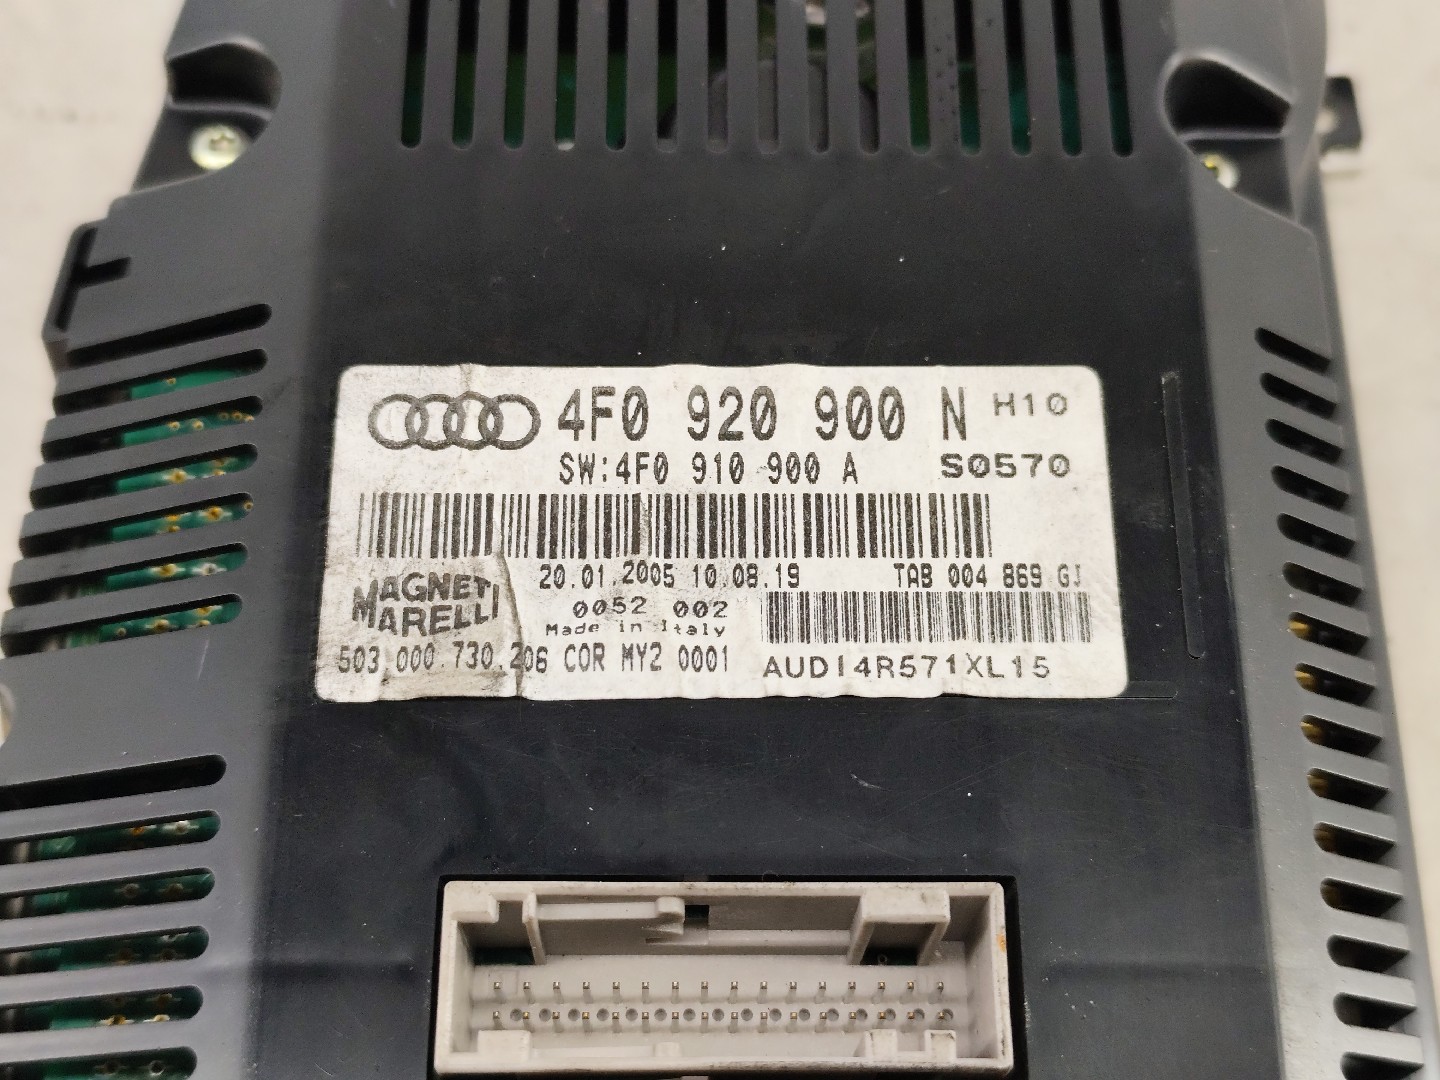 4F0 920 900 N H10
SW:4F0 910 900 A S0570
20.01.2005 10.08.19 TAB 004 869 GJ
MAGNETI
MARELLI
0052 002
Made in Italy
503.000.730.206 COR MY2 0001
AUDI4R571XL15